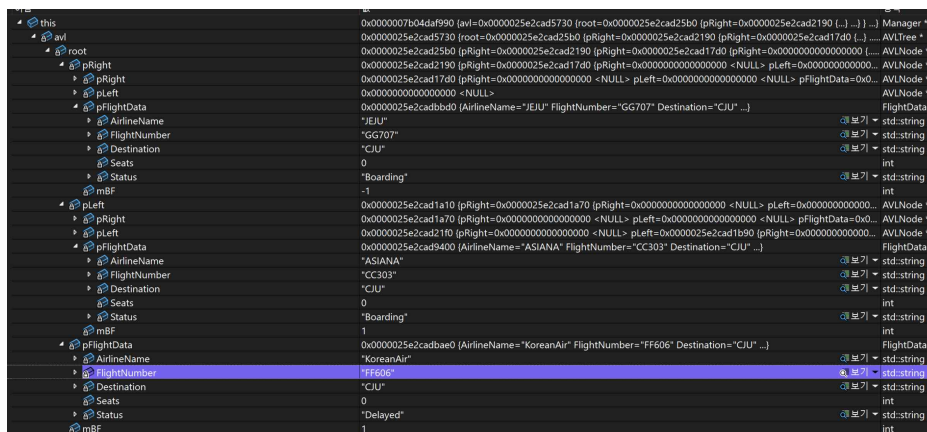 this 0x0000007b04daf990 {avl=0x0000025e2cad5730 {root=0x0000025e2cad25b0 {pRight=0x0000025e2cad2190 {...} ...} } ...} Manager *
avl 0x0000025e2cad5730 {root=0x0000025e2cad25b0 {pRight=0x0000025e2cad2190 {pRight=0x0000025e2cad17d0 {...} ..... AVLTree *
root 0x0000025e2cad25b0 {pRight=0x0000025e2cad2190 {pRight=0x0000025e2cad17d0 {pRight=0x0000000000000000 {... AVLNode *
pRight 0x0000025e2cad2190 {pRight=0x0000025e2cad17d0 {pRight=0x0000000000000000 <NULL> pLeft=0x000000000000... AVLNode *
pRight 0x0000025e2cad17d0 {pRight=0x0000000000000000 <NULL> pLeft=0x0000000000000000 <NULL> pFlightData=0x0... AVLNode *
pLeft 0x0000000000000000 <NULL> AVLNode *
pFlightData 0x0000025e2cadbbd0 {AirlineName="JEJU" FlightNumber="GG707" Destination="CJU" ...} FlightData
AirlineName "JEJU" 보기 std::string
FlightNumber "GG707" 보기 std::string
Destination "CJU" 보기 std::string
Seats 0 int
Status "Boarding" 보기 std::string
mBF -1 int
pLeft 0x0000025e2cad1a10 {pRight=0x0000025e2cad1a70 {pRight=0x0000000000000000 <NULL> pLeft=0x000000000000... AVLNode *
pRight 0x0000025e2cad1a70 {pRight=0x0000000000000000 <NULL> pLeft=0x0000000000000000 <NULL> pFlightData=0x0... AVLNode *
pLeft 0x0000025e2cad21f0 {pRight=0x0000000000000000 <NULL> pLeft=0x0000025e2cad1b90 {pRight=0x000000000000... AVLNode *
pFlightData 0x0000025e2cad9400 {AirlineName="ASIANA" FlightNumber="CC303" Destination="CJU" ...} FlightData
AirlineName "ASIANA" 보기 std::string
FlightNumber "CC303" 보기 std::string
Destination "CJU" 보기 std::string
Seats 0 int
Status "Boarding" 보기 std::string
mBF 1 int
pFlightData 0x0000025e2cadbae0 {AirlineName="KoreanAir" FlightNumber="FF606" Destination="CJU" ...} FlightData
AirlineName "KoreanAir" 보기 std::string
FlightNumber "FF606" 보기 std::string
Destination "CJU" 보기 std::string
Seats 0 int
Status "Delayed" 보기 std::string
mBF 1 int